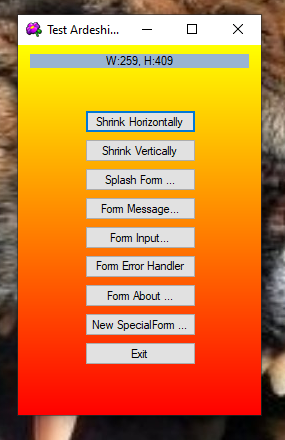 Test Ardeshi...
W:259, H:409
Shrink Horizontally
Shrink Vertically
Splash Form ...
Form Message...
Form Input...
Form Error Handler
Form About ...
New SpecialForm ...
Exit